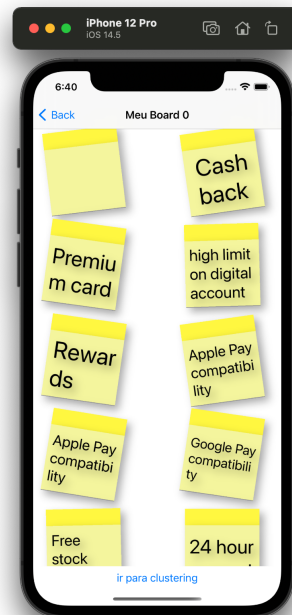 iPhone 12 Pro
iOS 14.5
6:40
Back
Meu Board 0
Cash
back
Premiu
m card
high limit
on digital
account
Rewar
ds
Apple Pay
compatibi
lity
Apple Pay
compatibi
lity
Google Pay
compatibili
ty
Free
stock
24 hour
ir para clustering